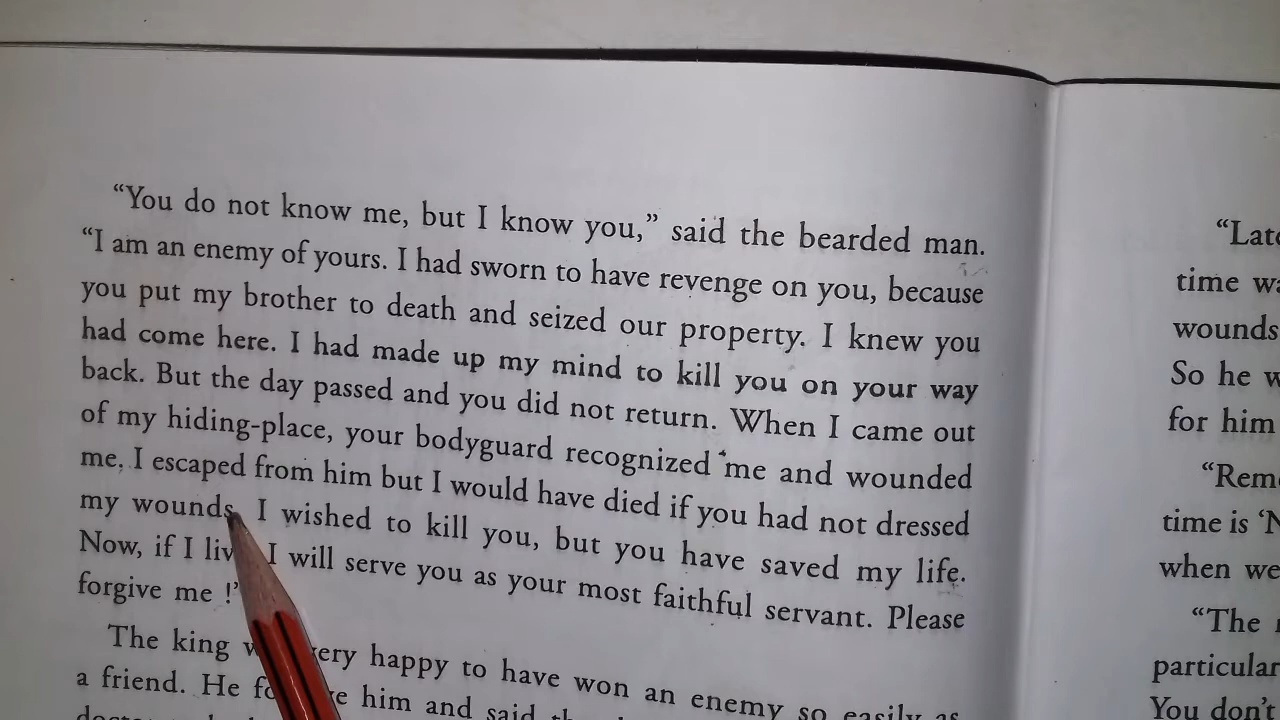 “You do not know me, but I know you,” said the bearded man.
“I am an enemy of yours. I had sworn to have revenge on you, because
you put my brother to death and seized our property. I knew you
had come here. I had made up my mind to kill you on your way
back. But the day passed and you did not return. When I came out
of my hiding-place, your bodyguard recognized me and wounded
me, I escaped from him but I would have died if you had not dressed
my wounds. I wished to kill you, but you have saved my life.
Now, if I I will serve you as your most faithful servant. Please
forgive me !”
The king very happy to have won an enemy so easily as
a friend. He him and said
“Late
time
wounds
So he
for him
time is
when we
“The
particular
You don’t